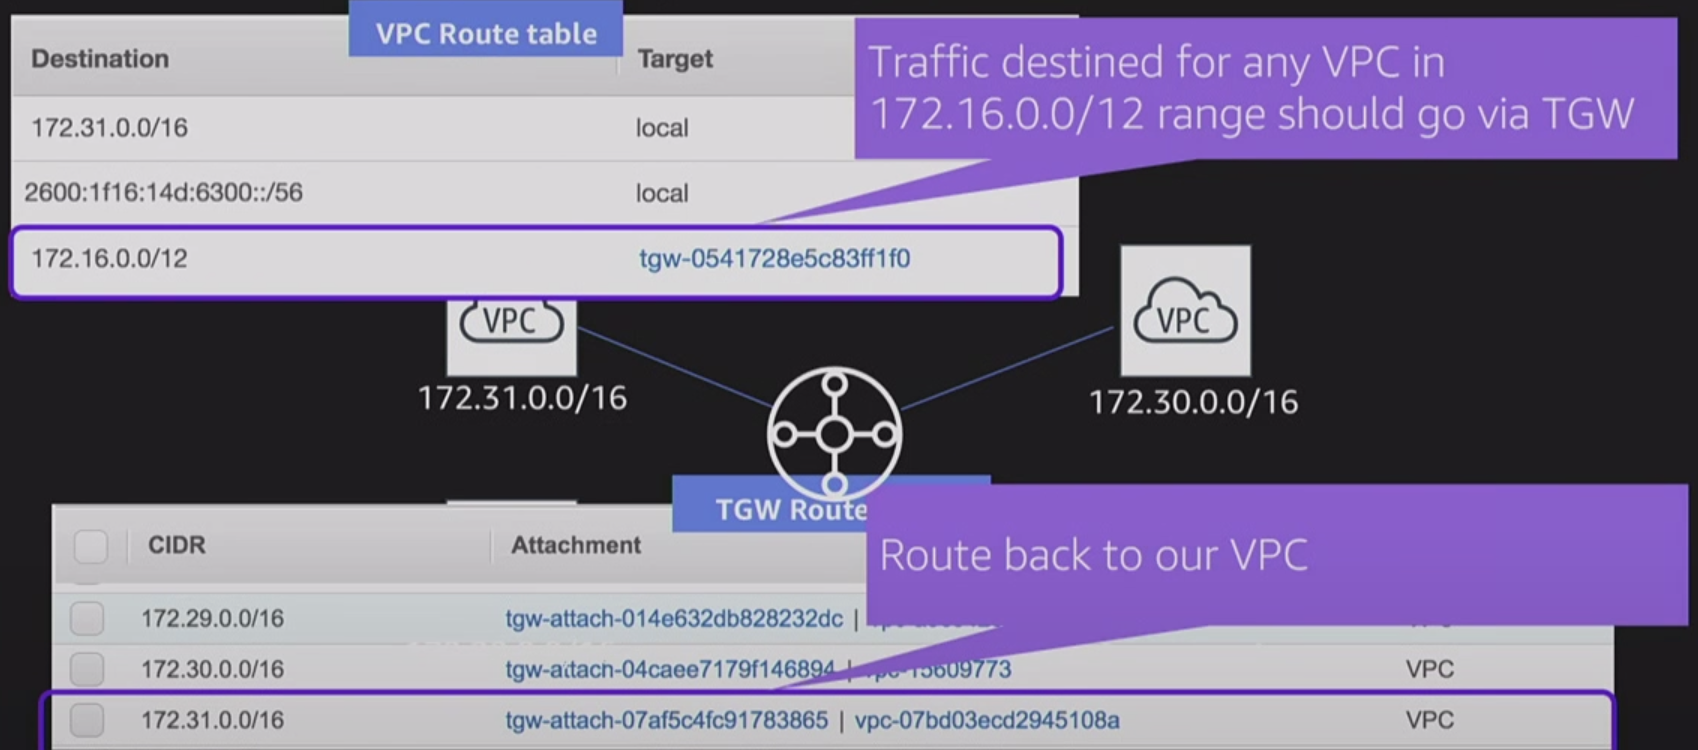 VPC Route table
Destination Target
Traffic destined for any VPC in
172.16.0.0/12 range should go via TGW
172.31.0.0/16 local
2600:1f16:14d:6300::/56 local
172.16.0.0/12 tgw-0541728e5c83ff1f0
VPC
VPC
172.31.0.0/16
172.30.0.0/16
TGW Route
CIDR Attachment
Route back to our VPC
172.29.0.0/16 tgw-attach-014e632db828232dc |
172.30.0.0/16 tgw-attach-04caee7179f146894 | vpc-15609773 VPC
172.31.0.0/16 tgw-attach-07af5c4fc91783865 | vpc-07bd03ecd2945108a VPC